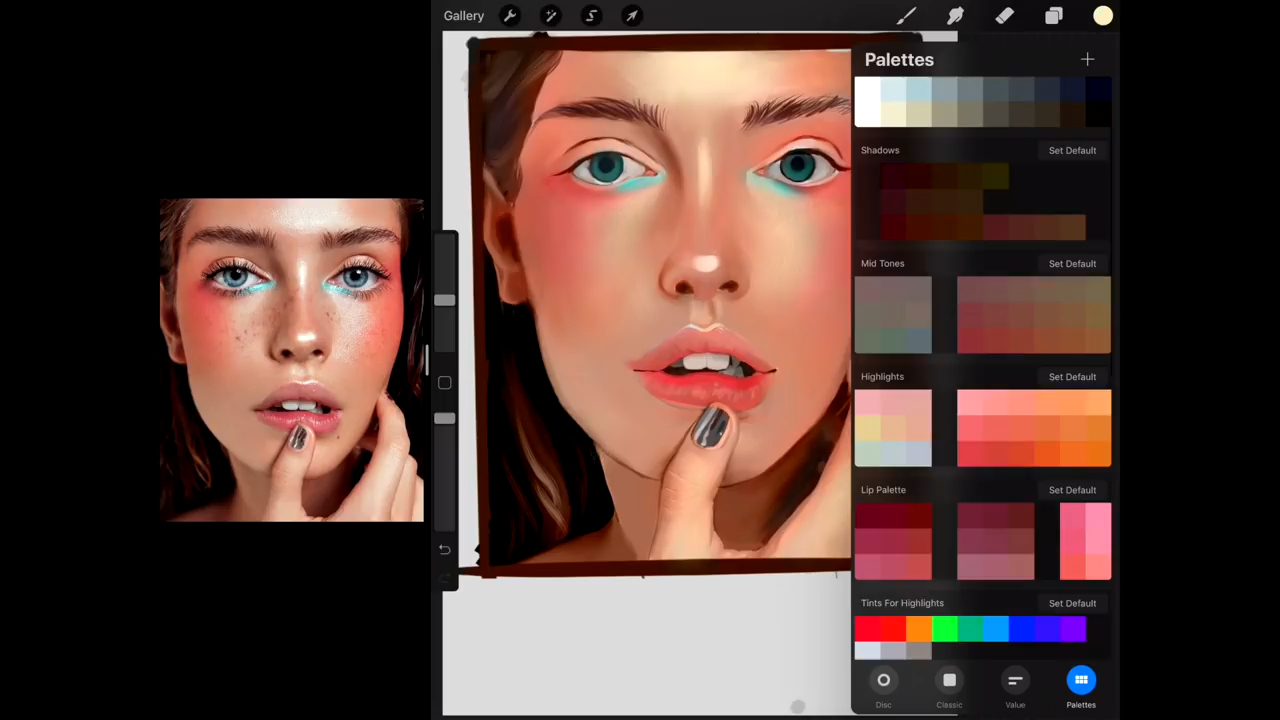 Gallery
Palettes
Shadows
Set Default
Mid Tones
Set Default
Highlights
Set Default
Lip Palette
Set Default
Tints For Highlights
Set Default
Disc
Classic
Value
Palettes